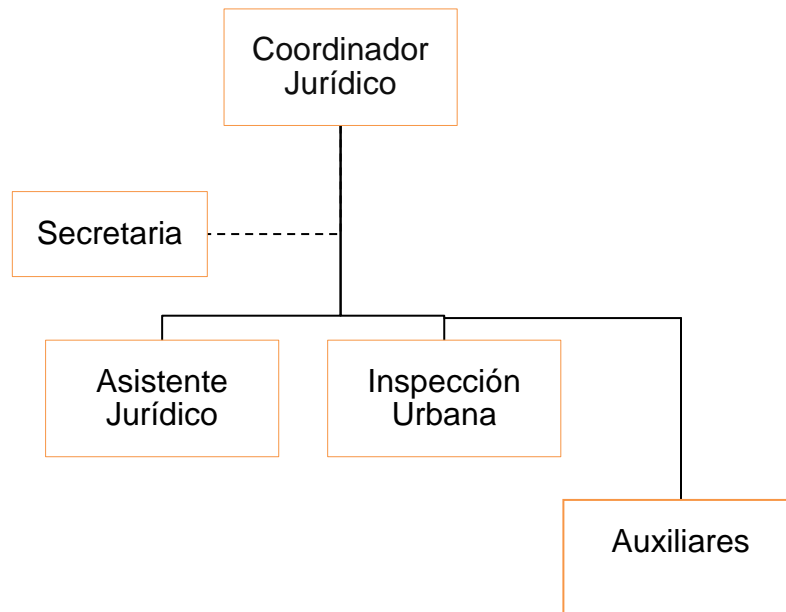 Coordinador
Jurídico
Secretaria
Asistente
Jurídico
Inspección
Urbana
Auxiliares